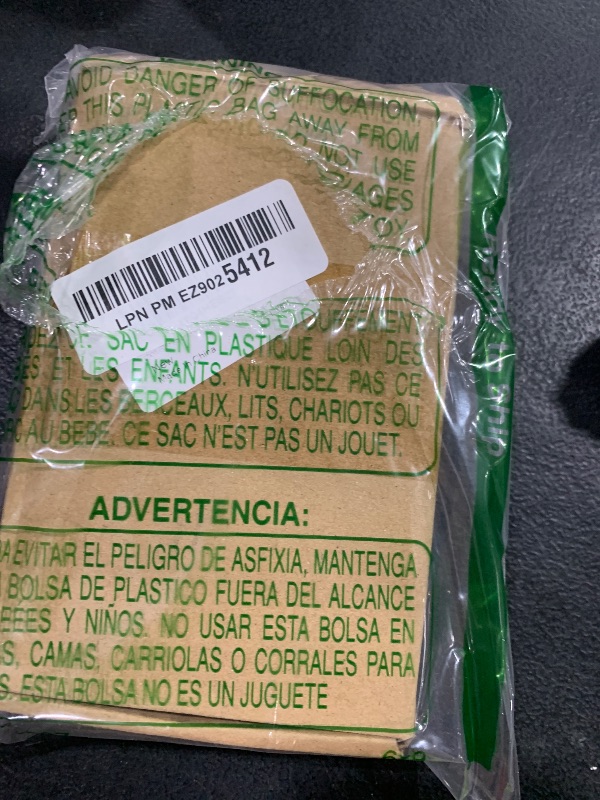 AVOID DANGER OF SUFFOCATION
THIS PLASTIC BAG AWAY FROM
DO NOT USE
TOY
LPN PM EZ9025412
SAC EN PLASTIQUE LOIN DES
ET LES ENFANTS. N'UTILISEZ PAS CE
DANS LES BERCEAUX, LITS, CHARIOTS OU
AU BEBE. CE SAC N'EST PAS UN JOUET.
ADVERTENCIA:
EVITAR EL PELIGRO DE ASFIXIA, MANTENGA
BOLSA DE PLASTICO FUERA DEL ALCANCE
Y NIÑOS. NO USAR ESTA BOLSA EN
CAMAS, CARRIOLAS O CORRALES PARA
ESTA BOLSA NO ES UN JUGUETE